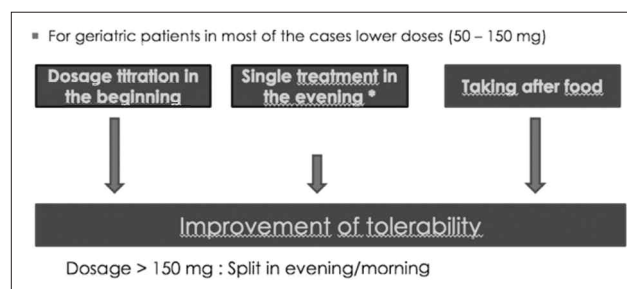 ▪ For geriatric patients in most of the cases lower doses (50 – 150 mg)
Dosage titration in
the beginning
Single treatment in
the evening *
Taking after food
Improvement of tolerability
Dosage > 150 mg : Split in evening/morning